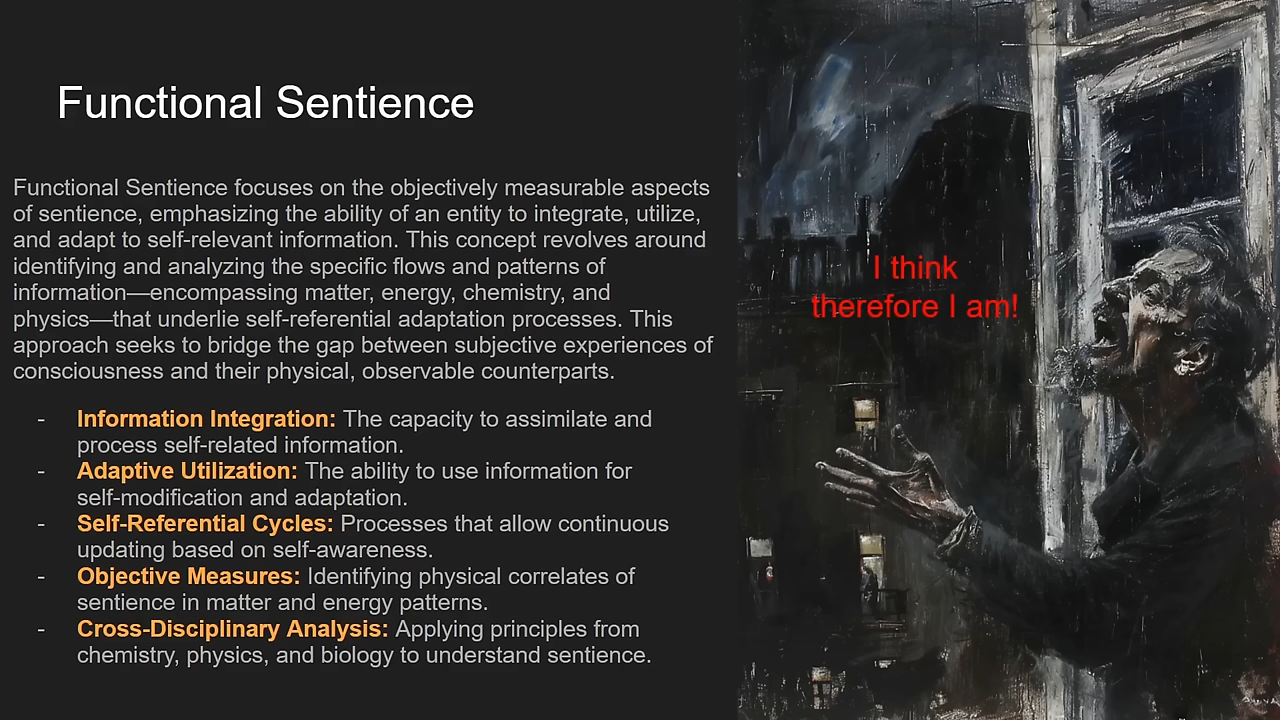 Functional Sentience
Functional Sentience focuses on the objectively measurable aspects
of sentience, emphasizing the ability of an entity to integrate, utilize,
and adapt to self-relevant information. This concept revolves around
identifying and analyzing the specific flows and patterns of
information—encompassing matter, energy, chemistry, and
physics—that underlie self-referential adaptation processes. This
approach seeks to bridge the gap between subjective experiences of
consciousness and their physical, observable counterparts.
- Information Integration: The capacity to assimilate and
process self-related information.
- Adaptive Utilization: The ability to use information for
self-modification and adaptation.
- Self-Referential Cycles: Processes that allow continuous
updating based on self-awareness.
- Objective Measures: Identifying physical correlates of
sentience in matter and energy patterns.
- Cross-Disciplinary Analysis: Applying principles from
chemistry, physics, and biology to understand sentience.
I think
therefore I am!